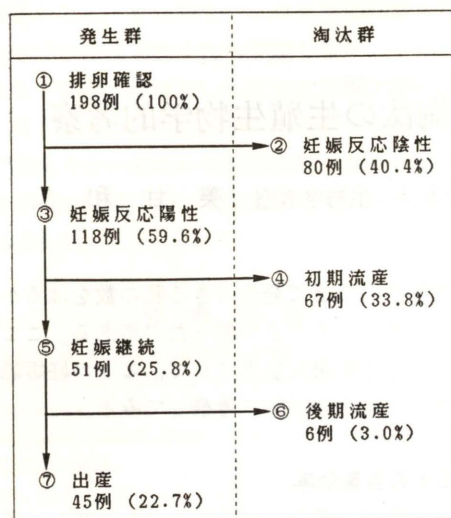 発生群
淘汰群
① 排卵確認
198例 (100%)
② 妊娠反応陰性
80例 (40.4%)
③ 妊娠反応陽性
118例 (59.6%)
④ 初期流産
67例 (33.8%)
⑤ 妊娠継続
51例 (25.8%)
⑥ 後期流産
6例 (3.0%)
⑦ 出産
45例 (22.7%)